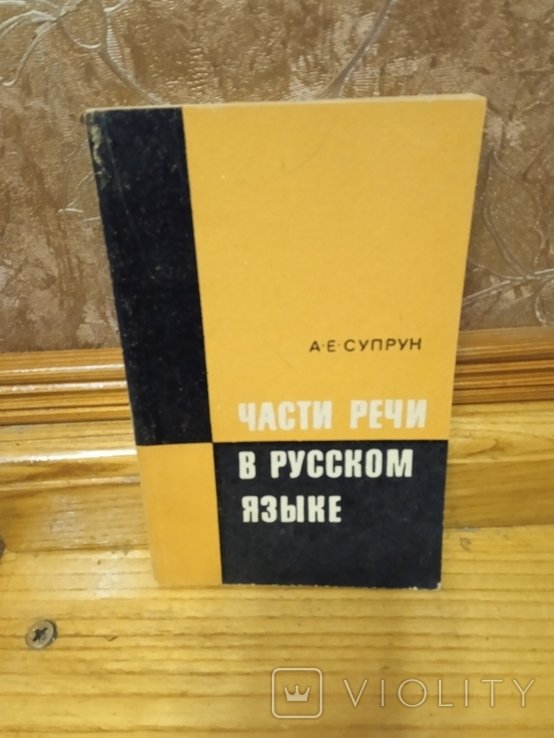 А·Е·СУПРУН
ЧАСТИ РЕЧИ
В РУССКОМ
ЯЗЫКЕ
VIOLITY